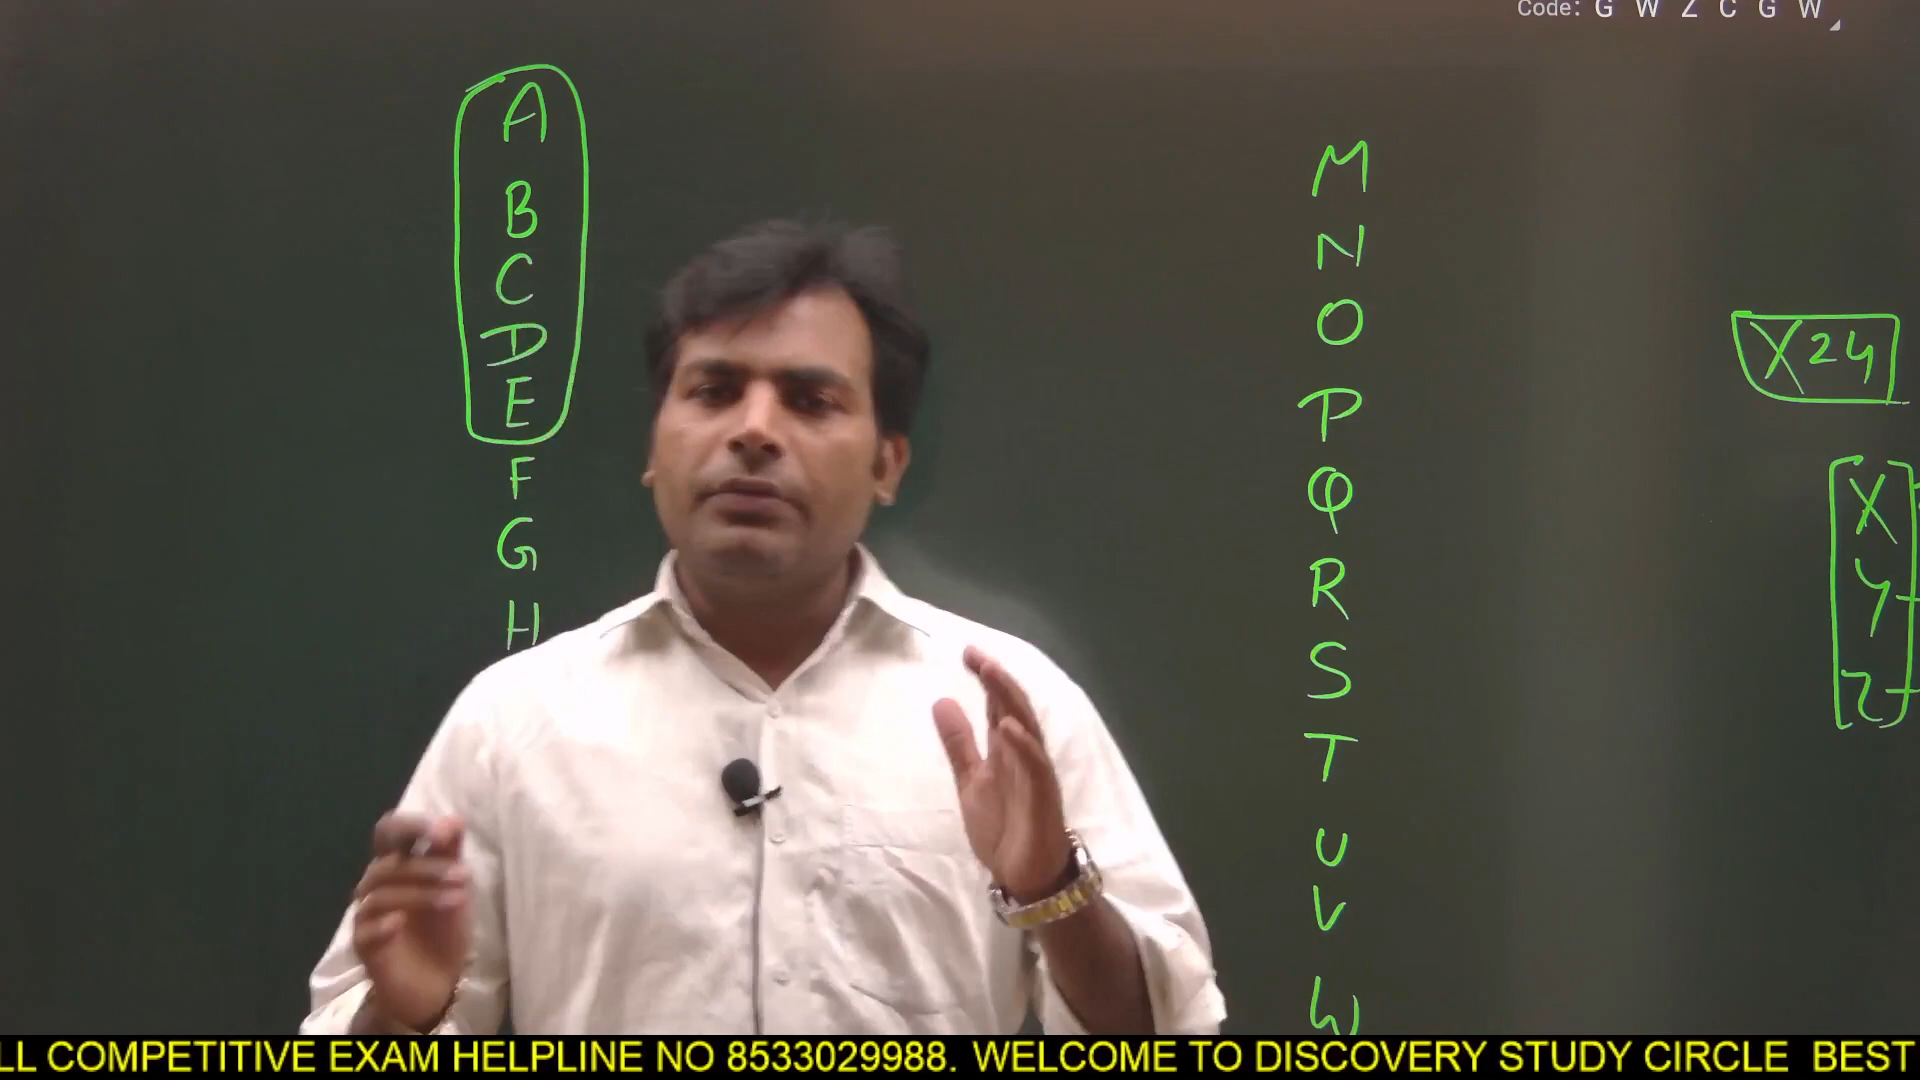 Code: G W Z C G W
A
B
C
D
E
F
G
H
M
N
O
P
Q
R
S
T
U
V
W
X24
X
Y
Z
LL COMPETITIVE EXAM HELPLINE NO 8533029988. WELCOME TO DISCOVERY STUDY CIRCLE BEST